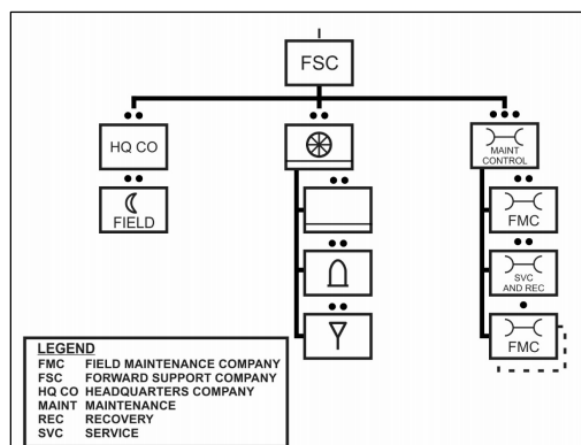 FSC
HQ CO
MAINT
CONTROL
FIELD
FMC
SVC
AND REC
FMC
LEGEND
FMC FIELD MAINTENANCE COMPANY
FSC FORWARD SUPPORT COMPANY
HQ CO HEADQUARTERS COMPANY
MAINT MAINTENANCE
REC RECOVERY
SVC SERVICE